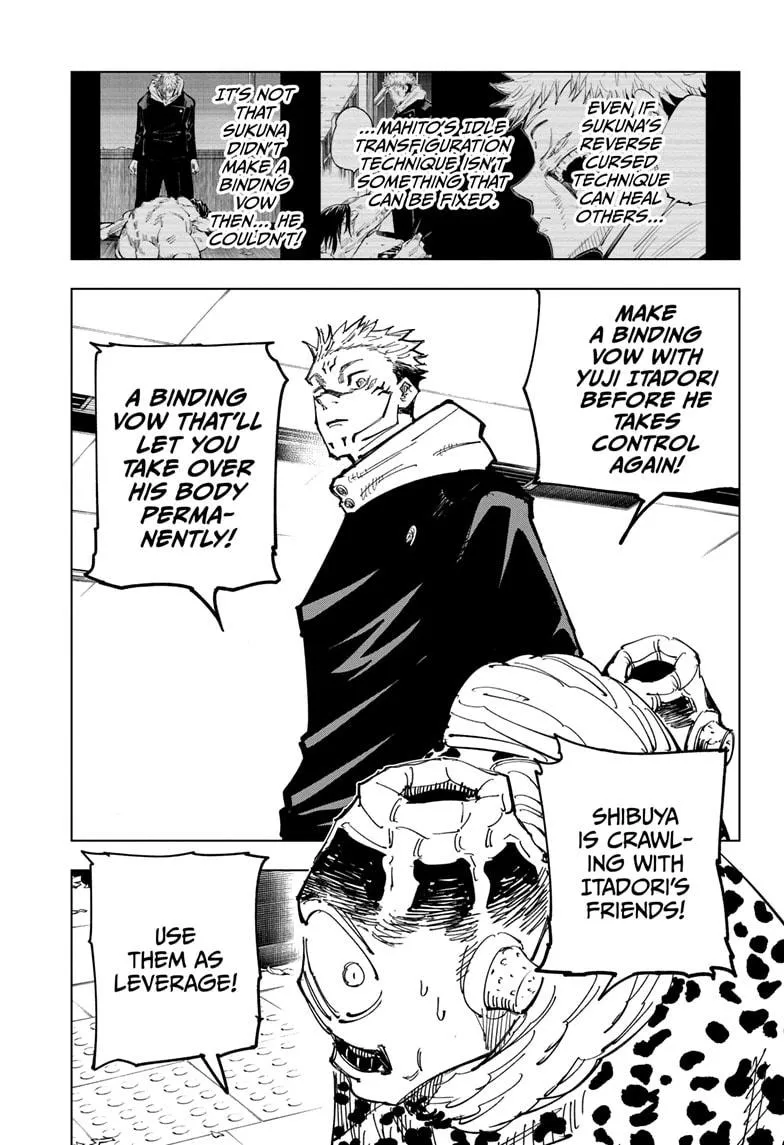 EVEN IF
SUKUNA'S
REVERSE
CURSED
TECHNIQUE
CAN HEAL
OTHERS...
...MAHITO'S IDLE
TRANSFIGURATION
TECHNIQUE ISN'T
SOMETHING THAT
CAN BE FIXED.
IT'S NOT
THAT
SUKUNA
DIDN'T
MAKE A
BINDING
VOW
THEN... HE
COULDN'T!
MAKE
A BINDING
VOW WITH
YUJI ITADORI
BEFORE HE
TAKES
CONTROL
AGAIN!
A BINDING
VOW THAT'LL
LET YOU
TAKE OVER
HIS BODY
PERMA-
NENTLY!
SHIBUYA
IS CRAWL-
ING WITH
ITADORI'S
FRIENDS!
USE
THEM AS
LEVERAGE!